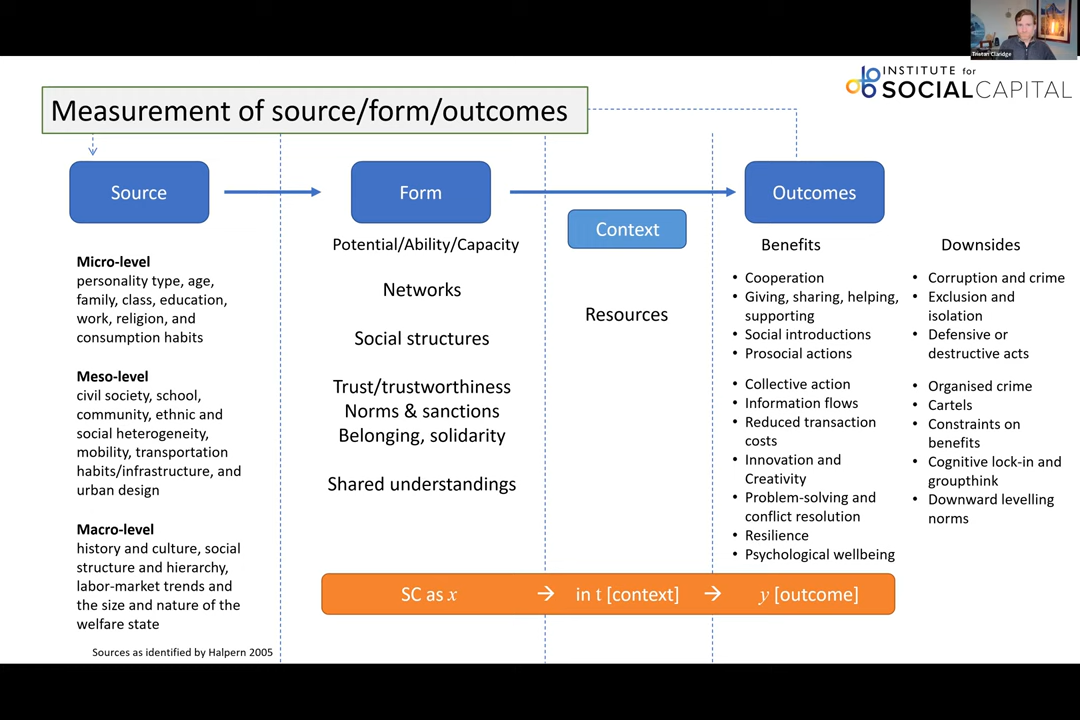 Tristan Claridge
INSTITUTE for
SOCIALCAPITAL
Measurement of source/form/outcomes
Source
Form
Context
Outcomes
Micro-level
personality type, age,
family, class, education,
work, religion, and
consumption habits
Meso-level
civil society, school,
community, ethnic and
social heterogeneity,
mobility, transportation
habits/infrastructure, and
urban design
Macro-level
history and culture, social
structure and hierarchy,
labor-market trends and
the size and nature of the
welfare state
Sources as identified by Halpern 2005
Potential/Ability/Capacity
Networks
Social structures
Trust/trustworthiness
Norms & sanctions
Belonging, solidarity
Shared understandings
Resources
Benefits
• Cooperation
• Giving, sharing, helping,
supporting
• Social introductions
• Prosocial actions
• Collective action
• Information flows
• Reduced transaction
costs
• Innovation and
Creativity
• Problem-solving and
conflict resolution
• Resilience
• Psychological wellbeing
Downsides
• Corruption and crime
• Exclusion and
isolation
• Defensive or
destructive acts
• Organised crime
• Cartels
• Constraints on
benefits
• Cognitive lock-in and
groupthink
• Downward levelling
norms
SC as x → in t [context] → y [outcome]